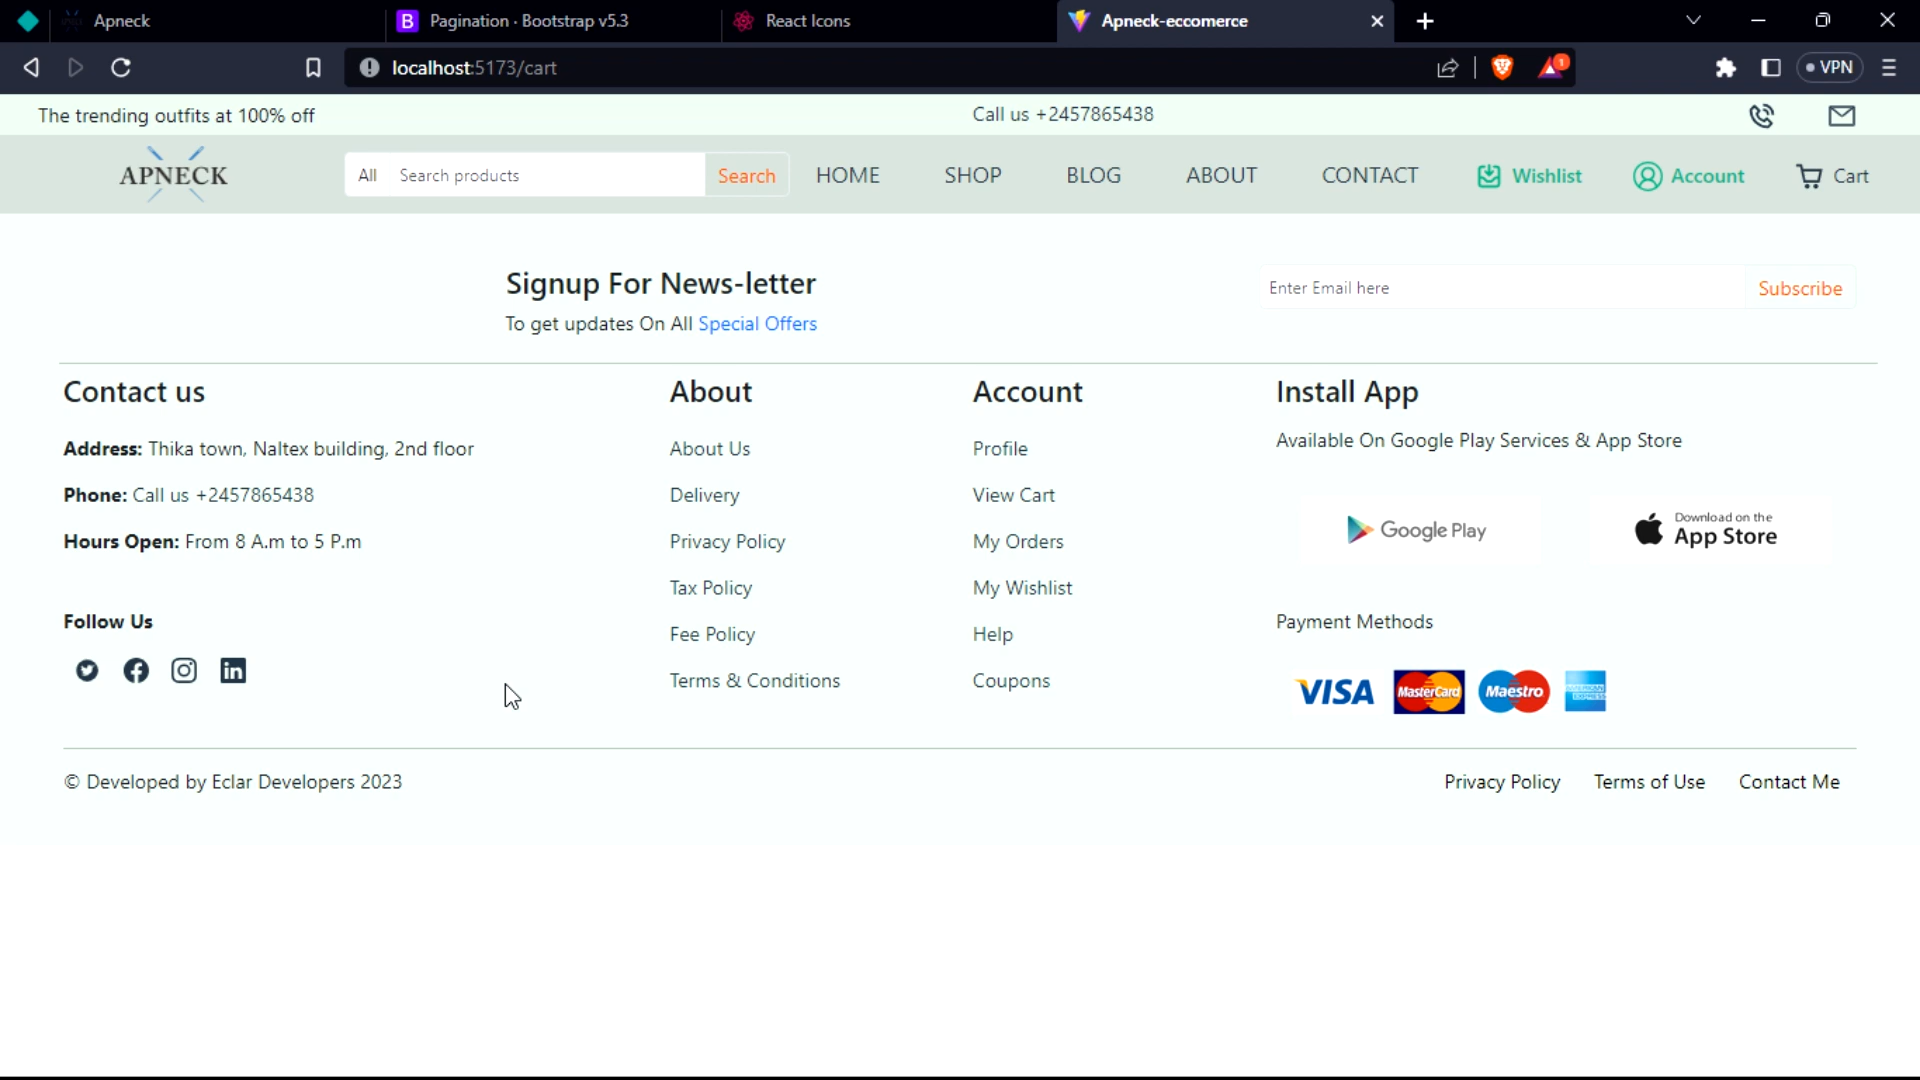 Apneck
Pagination · Bootstrap v5.3
React Icons
Apneck-eccomerce
localhost:5173/cart
1
VPN
The trending outfits at 100% off
Call us +2457865438
APNECK
All
Search products
Search
HOME
SHOP
BLOG
ABOUT
CONTACT
Wishlist
Account
Cart
Signup For News-letter
To get updates On All Special Offers
Enter Email here
Subscribe
Contact us
Address: Thika town, Naltex building, 2nd floor
Phone: Call us +2457865438
Hours Open: From 8 A.m to 5 P.m
Follow Us
About
About Us
Delivery
Privacy Policy
Tax Policy
Fee Policy
Terms & Conditions
Account
Profile
View Cart
My Orders
My Wishlist
Help
Coupons
Install App
Available On Google Play Services & App Store
Google Play
Download on the
App Store
Payment Methods
VISA
MasterCard
Maestro
AMERICAN
EXPRESS
© Developed by Eclar Developers 2023
Privacy Policy
Terms of Use
Contact Me